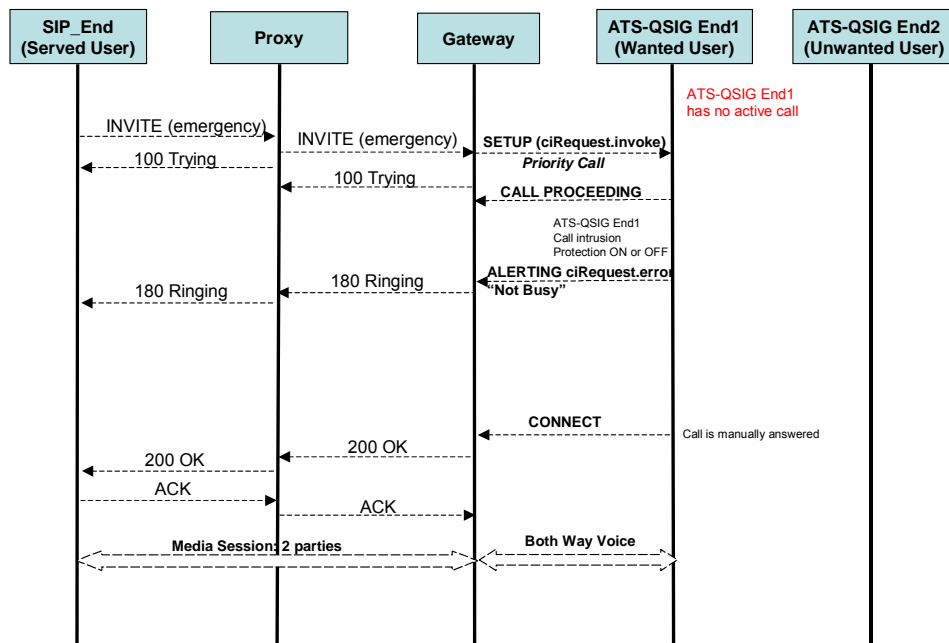 SIP_End
(Served User)
Proxy
Gateway
ATS-QSIG End1
(Wanted User)
ATS-QSIG End2
(Unwanted User)
ATS-QSIG End1
has no active call
INVITE (emergency)
INVITE (emergency)
SETUP (ciRequest.invoke)
Priority Call
100 Trying
100 Trying
CALL PROCEEDING
ATS-QSIG End1
Call intrusion
Protection ON or OFF
ALERTING ciRequest.error
"Not Busy"
180 Ringing
180 Ringing
CONNECT
Call is manually answered
200 OK
200 OK
ACK
ACK
Media Session: 2 parties
Both Way Voice